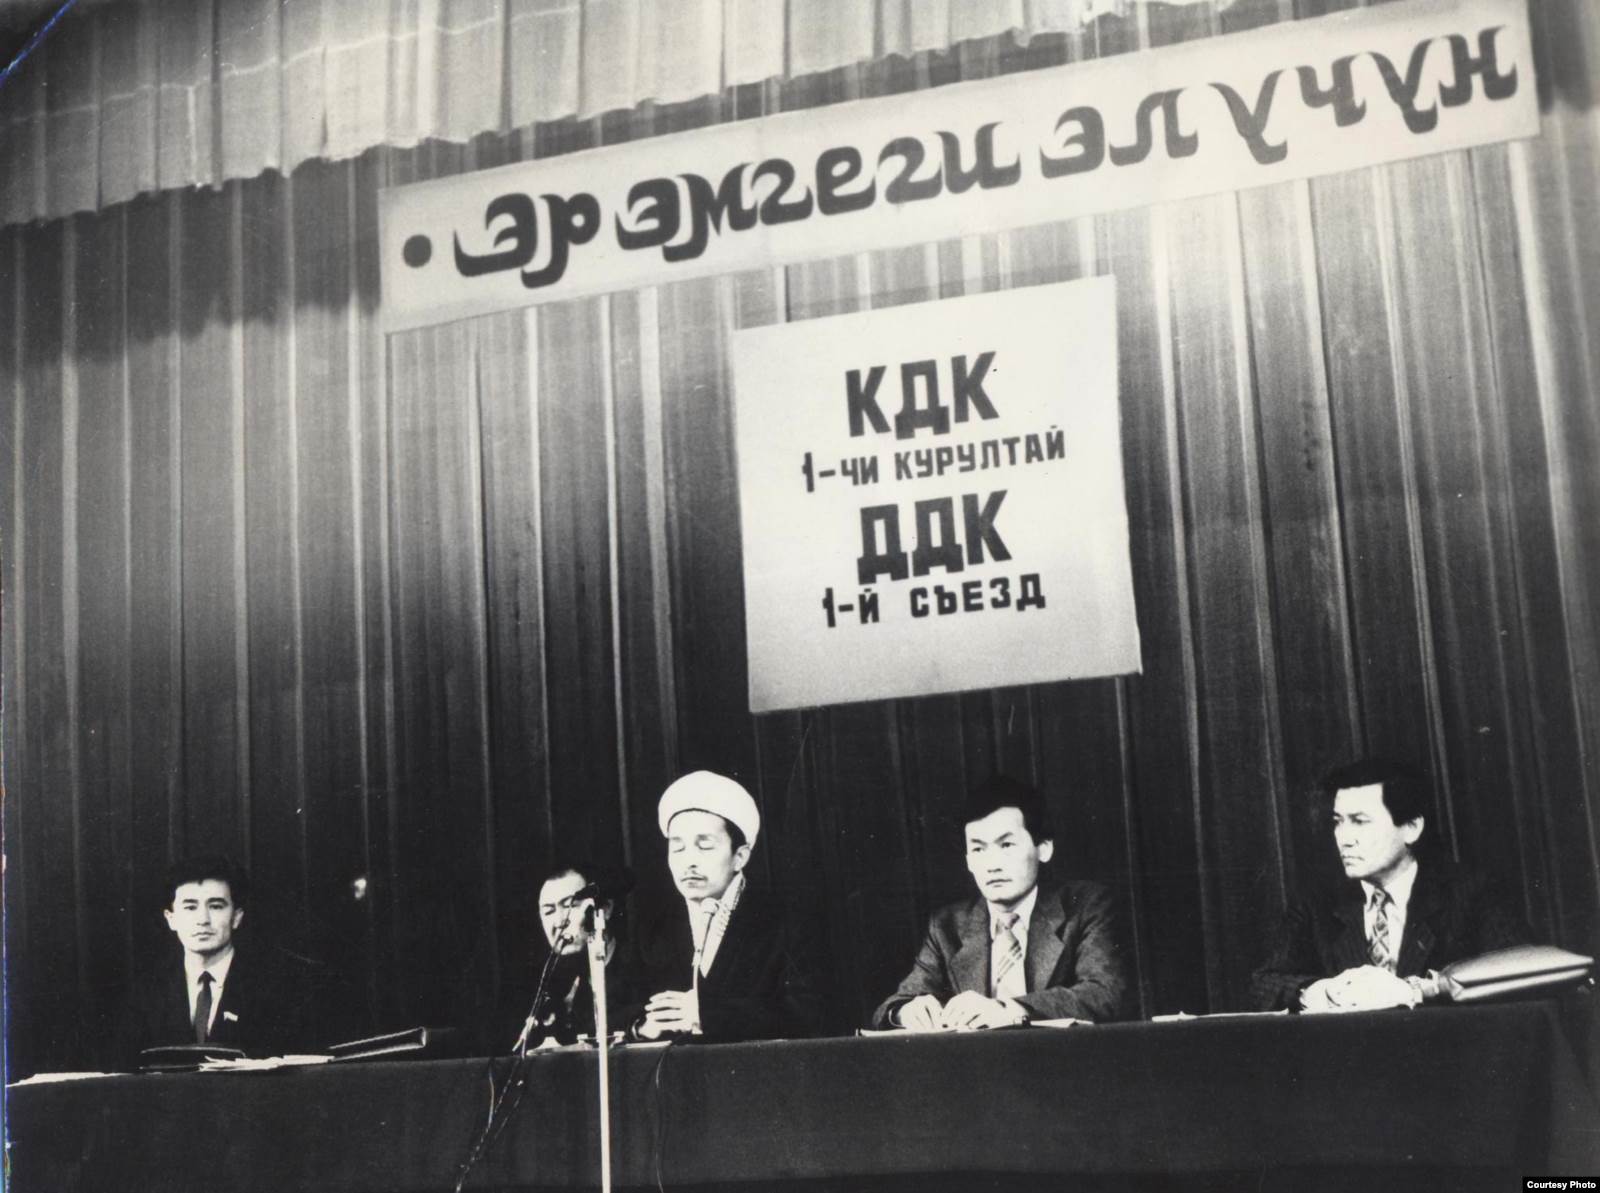 • эр эмгеги эл үчүн
КДК
1-чи курултай
ДДК
1-й съезд
Courtesy Photo